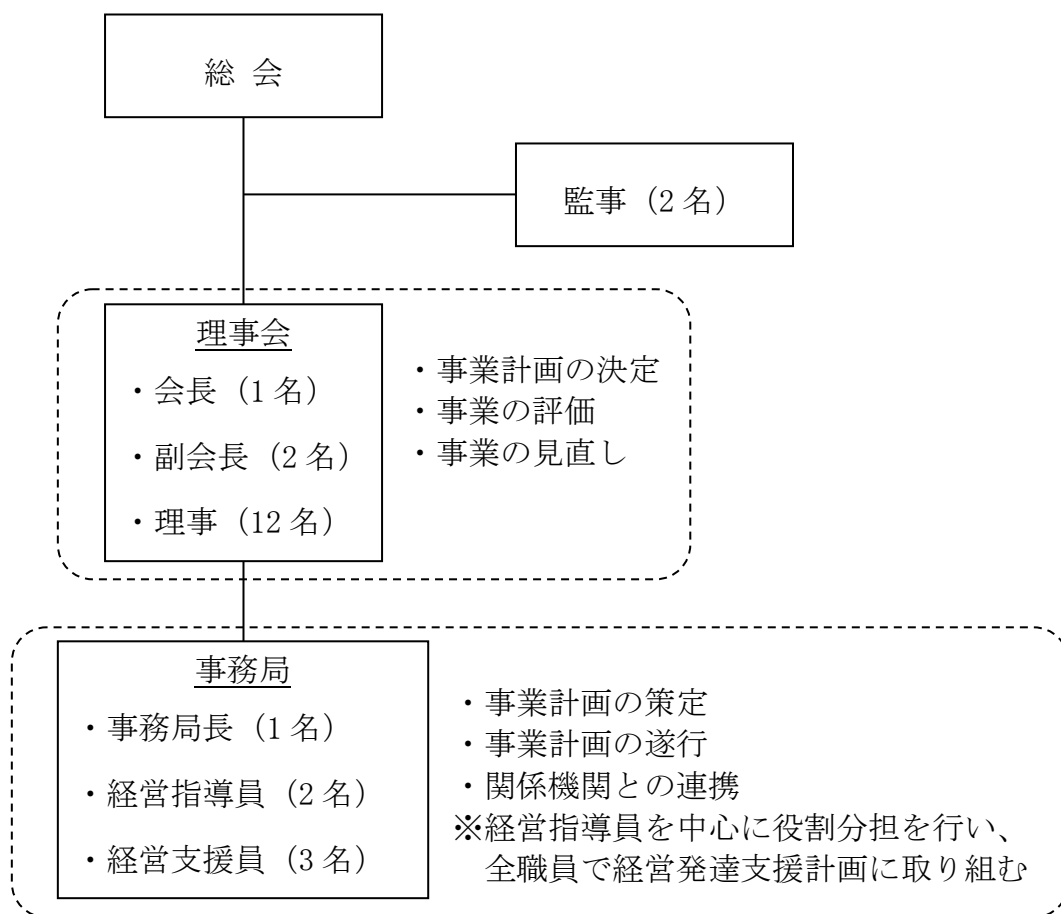 総 会
監事（2 名）
理事会
・会長（1 名）
・副会長（2 名）
・理事（12 名）
・事業計画の決定
・事業の評価
・事業の見直し
事務局
・事務局長（1 名）
・経営指導員（2 名）
・経営支援員（3 名）
・事業計画の策定
・事業計画の遂行
・関係機関との連携
※経営指導員を中心に役割分担を行い、
全職員で経営発達支援計画に取り組む